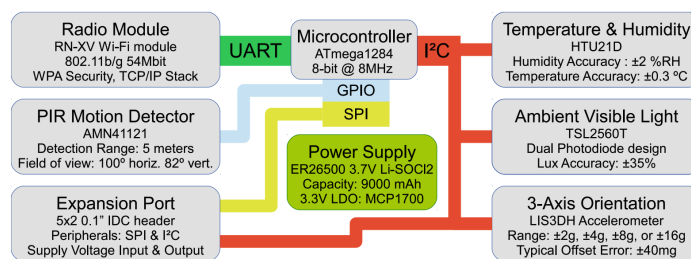 Radio Module
RN-XV Wi-Fi module
802.11b/g 54Mbit
WPA Security, TCP/IP Stack
UART
Microcontroller
ATmega1284
8-bit @ 8MHz
I²C
GPIO
SPI
Temperature & Humidity
HTU21D
Humidity Accuracy : ±2 %RH
Temperature Accuracy: ±0.3 ºC
PIR Motion Detector
AMN41121
Detection Range: 5 meters
Field of view: 100º horiz. 82º vert.
Power Supply
ER26500 3.7V Li-SOCl2
Capacity: 9000 mAh
3.3V LDO: MCP1700
Ambient Visible Light
TSL2560T
Dual Photodiode design
Lux Accuracy: ±35%
Expansion Port
5x2 0.1” IDC header
Peripherals: SPI & I²C
Supply Voltage Input & Output
3-Axis Orientation
LIS3DH Accelerometer
Range: ±2g, ±4g, ±8g, or ±16g
Typical Offset Error: ±40mg